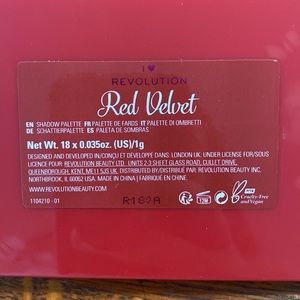 I ♥ REVOLUTION
Red Velvet
EN SHADOW PALETTE FR PALETTE DE FARDS IT PALETTE DI OMBRETTI
DE SCHATTIERPALETTE ES PALETA DE SOMBRAS
Net Wt. 18 x 0.035oz. (US)/1g
DESIGNED AND DEVELOPED IN/CONÇU ET DÉVELOPPÉ DANS: LONDON UK. UNDER LICENSE FOR/SOUS
LICENCE POUR: REVOLUTION BEAUTY LTD. UNITS 2-3 SHEET GLASS ROAD, CULLET DRIVE,
QUEENBOROUGH, KENT, ME11 5JS UK. DISTRIBUTED BY/DISTRIBUÉ PAR: REVOLUTION BEAUTY INC.
NORTHBROOK, IL 60062 USA. MADE IN CHINA | FABRIQUÉ EN CHINE.
WWW.REVOLUTIONBEAUTY.COM
1104210 - 01
R182A
12M
Cruelty-Free
and Vegan